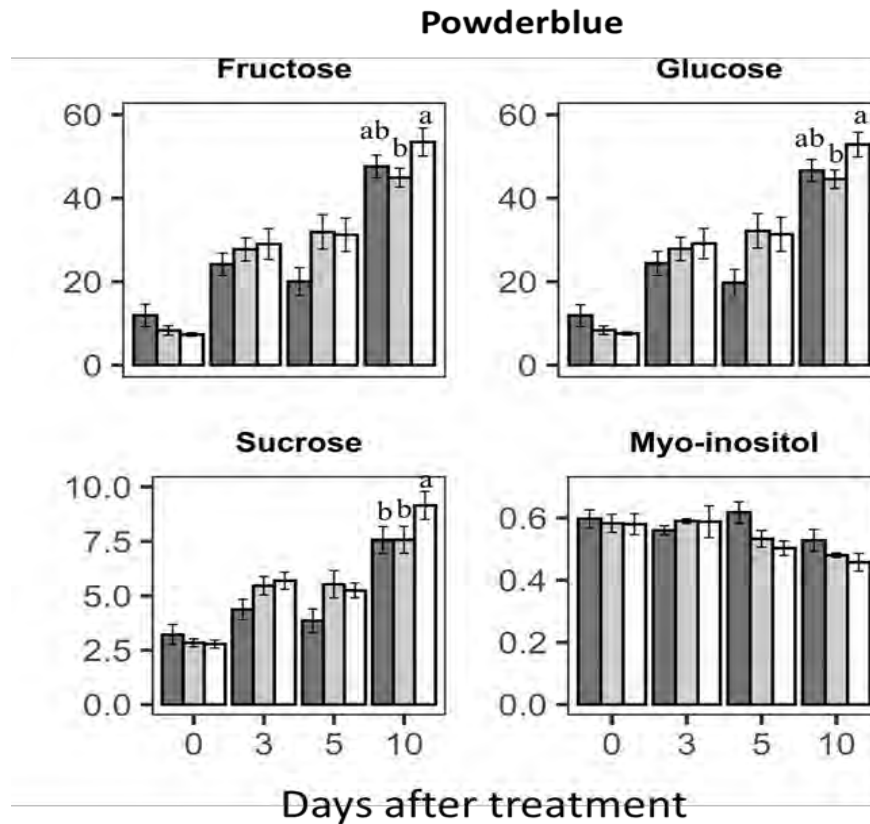 Powderblue
Fructose
Glucose
60
40
20
0
ab
b
a
60
40
20
0
ab
b
a
Sucrose
Myo-inositol
10.0
7.5
5.0
2.5
0.0
b
b
a
0.6
0.4
0.2
0.0
0 3 5 10
0 3 5 10
Days after treatment